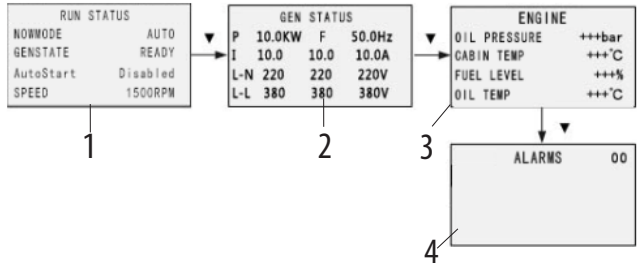 RUN STATUS
NOWMODE AUTO
GENSTATE READY
AutoStart Disabled
SPEED 1500RPM
1
▼
GEN STATUS
P 10.0KW F 50.0Hz
I 10.0 10.0 10.0A
L-N 220 220 220V
L-L 380 380 380V
2
▼
ENGINE
OIL PRESSURE +++bar
CABIN TEMP +++°C
FUEL LEVEL +++%
OIL TEMP +++°C
3
▼
ALARMS 00
4